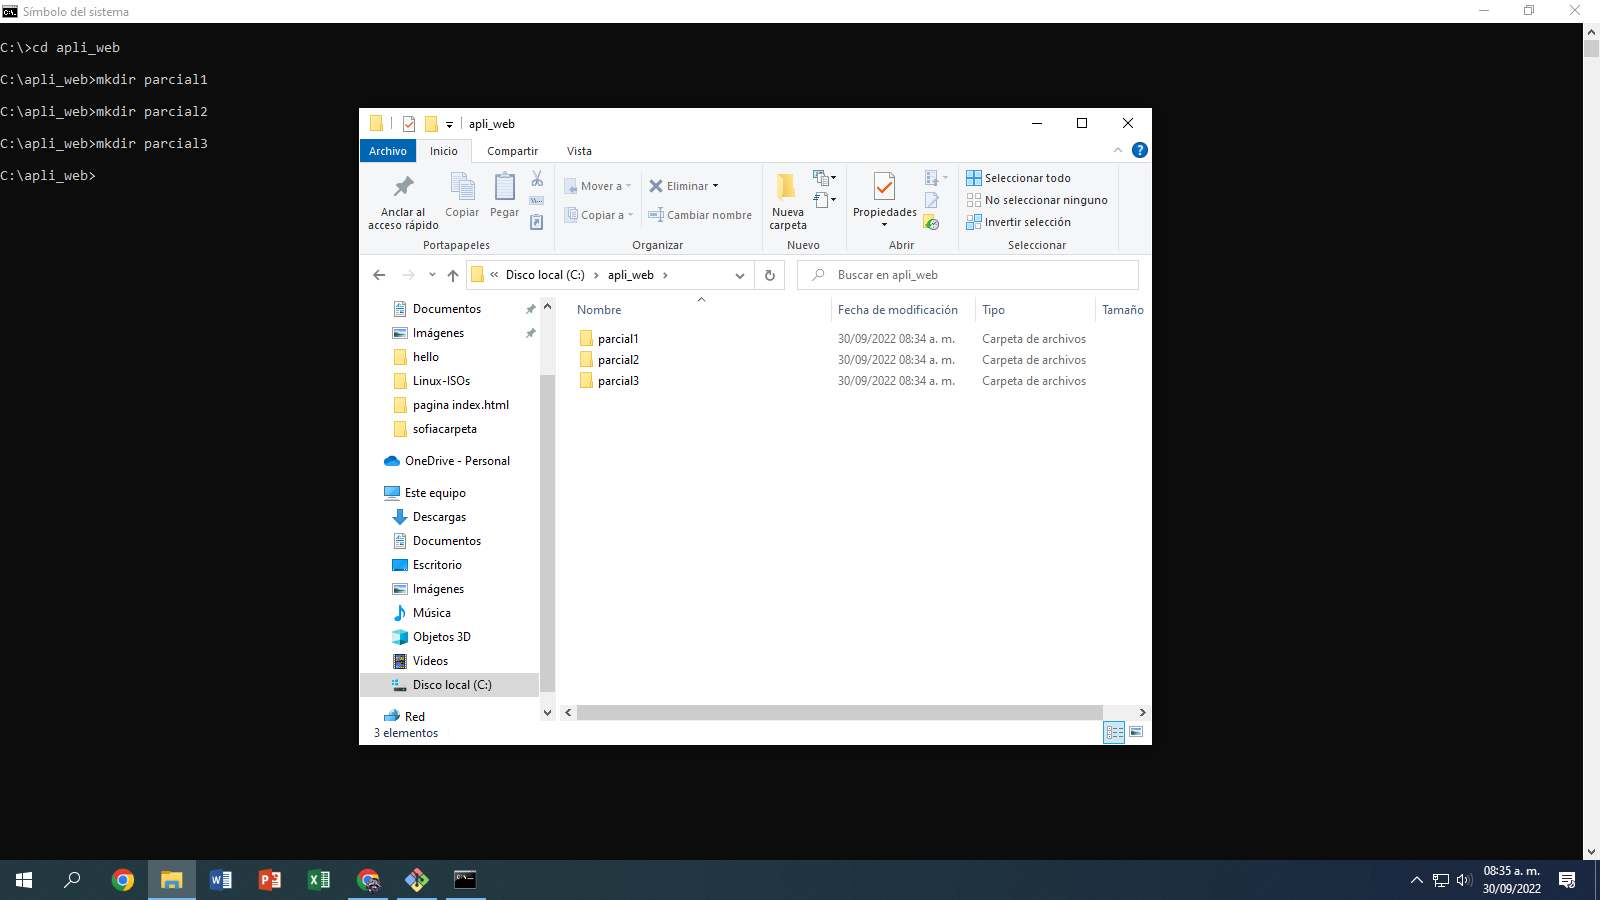 Símbolo del sistema
C:\>cd apli_web
C:\apli_web>mkdir parcial1
C:\apli_web>mkdir parcial2
C:\apli_web>mkdir parcial3
C:\apli_web>
apli_web
Archivo Inicio Compartir Vista
Anclar al acceso rápido
Copiar
Pegar
Portapapeles
Mover a
Copiar a
Eliminar
Cambiar nombre
Organizar
Nueva carpeta
Nuevo
Propiedades
Abrir
Seleccionar todo
No seleccionar ninguno
Invertir selección
Seleccionar
« Disco local (C:) > apli_web >
Buscar en apli_web
Documentos
Imágenes
hello
Linux-ISOs
pagina index.html
sofiacarpeta
OneDrive - Personal
Este equipo
Descargas
Documentos
Escritorio
Imágenes
Música
Objetos 3D
Videos
Disco local (C:)
Red
Nombre Fecha de modificación Tipo Tamaño
parcial1 30/09/2022 08:34 a. m. Carpeta de archivos
parcial2 30/09/2022 08:34 a. m. Carpeta de archivos
parcial3 30/09/2022 08:34 a. m. Carpeta de archivos
3 elementos
08:35 a. m.
30/09/2022